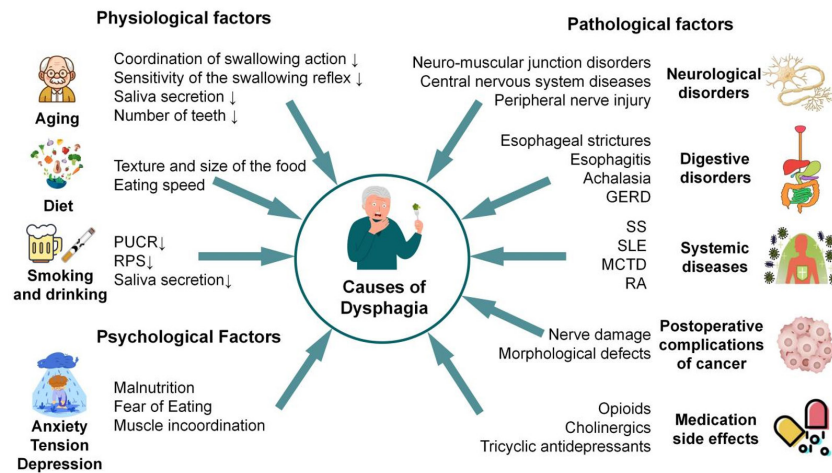 Physiological factors
Aging
Coordination of swallowing action ↓
Sensitivity of the swallowing reflex ↓
Saliva secretion ↓
Number of teeth ↓
Diet
Texture and size of the food
Eating speed
Smoking
and drinking
PUCR↓
RPS↓
Saliva secretion↓
Psychological Factors
Anxiety
Tension
Depression
Malnutrition
Fear of Eating
Muscle incoordination
Causes of
Dysphagia
Pathological factors
Neuro-muscular junction disorders
Central nervous system diseases
Peripheral nerve injury
Neurological
disorders
Esophageal strictures
Esophagitis
Achalasia
GERD
Digestive
disorders
SS
SLE
MCTD
RA
Systemic
diseases
Nerve damage
Morphological defects
Postoperative
complications
of cancer
Opioids
Cholinergics
Tricyclic antidepressants
Medication
side effects